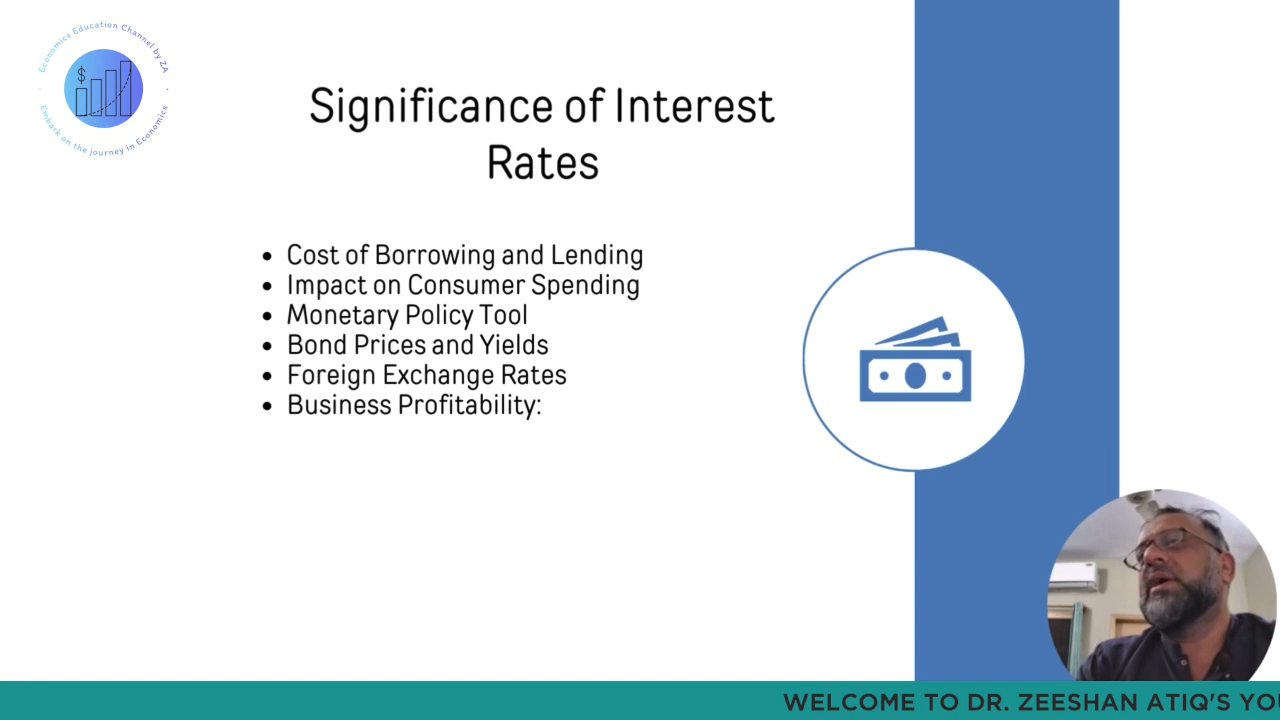 Economics Education Channel by ZA
$
Embark on the journey in Economics
Significance of Interest
Rates
• Cost of Borrowing and Lending
• Impact on Consumer Spending
• Monetary Policy Tool
• Bond Prices and Yields
• Foreign Exchange Rates
• Business Profitability:
WELCOME TO DR. ZEESHAN ATIQ'S YO